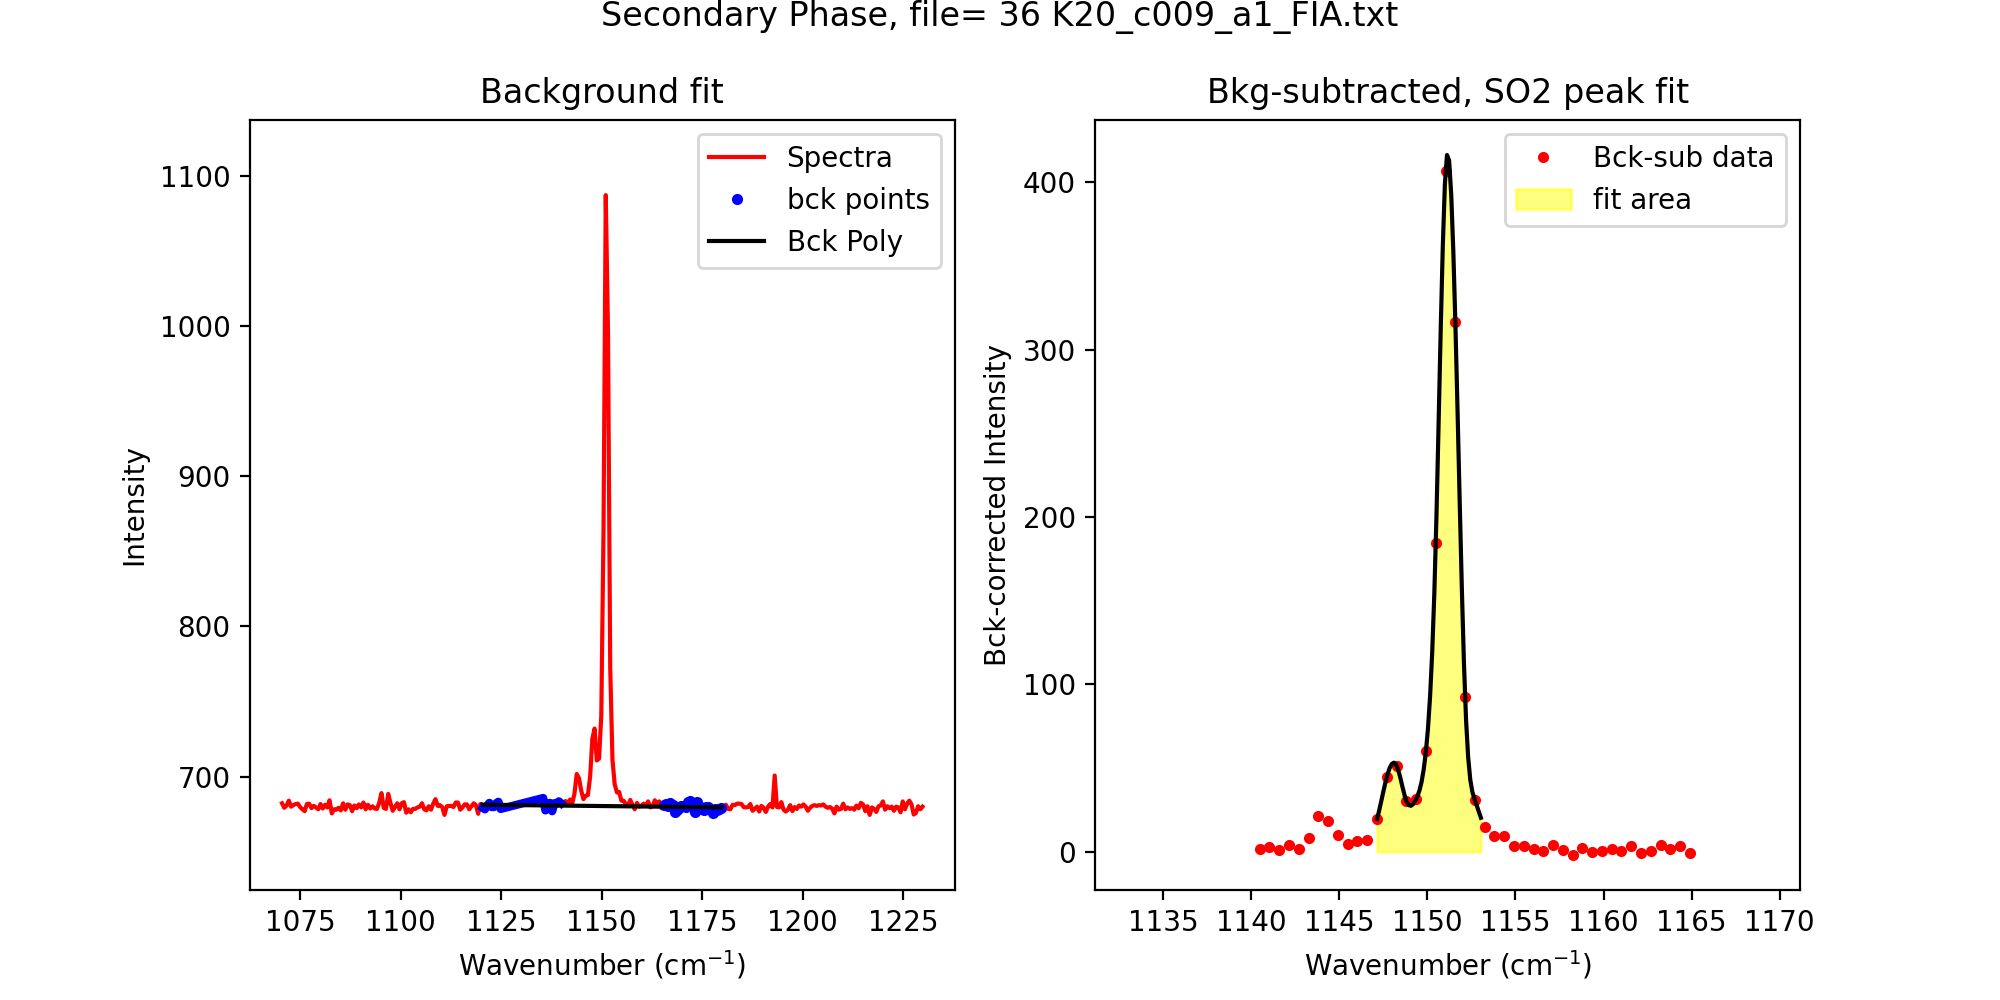 Secondary Phase, file= 36 K20_c009_a1_FIA.txt
Background fit
Spectra
bck points
Bck Poly
1100
1000
900
800
700
Intensity
1075 1100 1125 1150 1175 1200 1225
Wavenumber (cm⁻¹)
Bkg-subtracted, SO2 peak fit
Bck-sub data
fit area
400
300
200
100
0
Bck-corrected Intensity
1135 1140 1145 1150 1155 1160 1165 1170
Wavenumber (cm⁻¹)